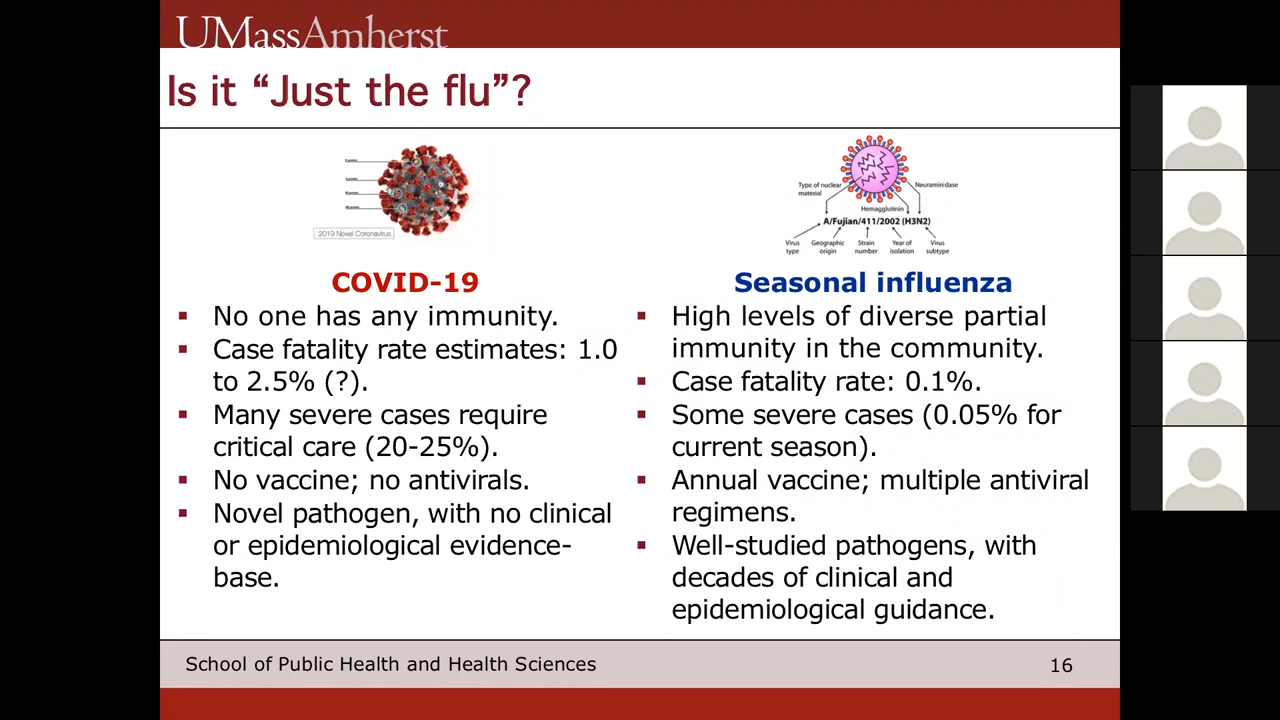 UMassAmherst
Is it “Just the flu”?
2019 Novel Coronavirus
Type of nuclear
material
Neuraminidase
Hemagglutinin
A/Fujian/411/2002 (H3N2)
Virus
type
Geographic
origin
Strain
number
Year of
isolation
Virus
subtype
COVID-19
▪ No one has any immunity.
▪ Case fatality rate estimates: 1.0
to 2.5% (?).
▪ Many severe cases require
critical care (20-25%).
▪ No vaccine; no antivirals.
▪ Novel pathogen, with no clinical
or epidemiological evidence-
base.
Seasonal influenza
▪ High levels of diverse partial
immunity in the community.
▪ Case fatality rate: 0.1%.
▪ Some severe cases (0.05% for
current season).
▪ Annual vaccine; multiple antiviral
regimens.
▪ Well-studied pathogens, with
decades of clinical and
epidemiological guidance.
School of Public Health and Health Sciences
16